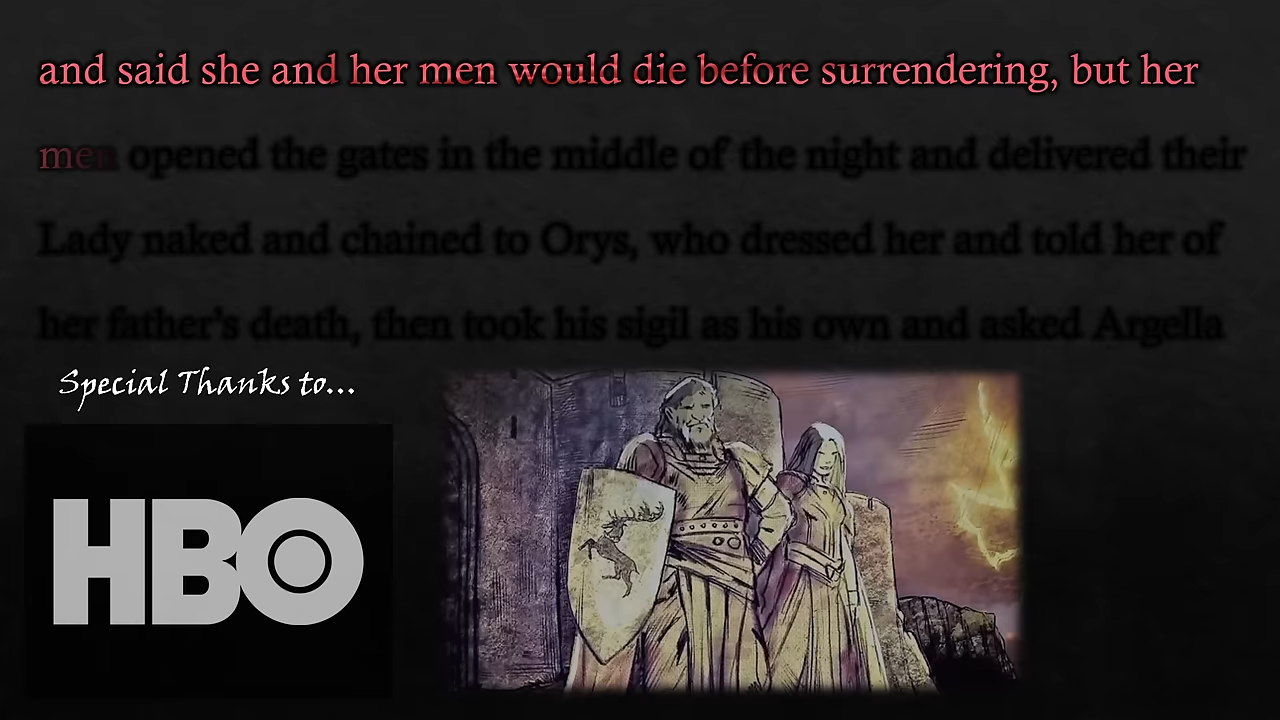 and said she and her men would die before surrendering, but her
men opened the gates in the middle of the night and delivered their
Lady naked and chained to Orys, who dressed her and told her of
her father's death, then took his sigil as his own and asked Argella
Special Thanks to...
HBO